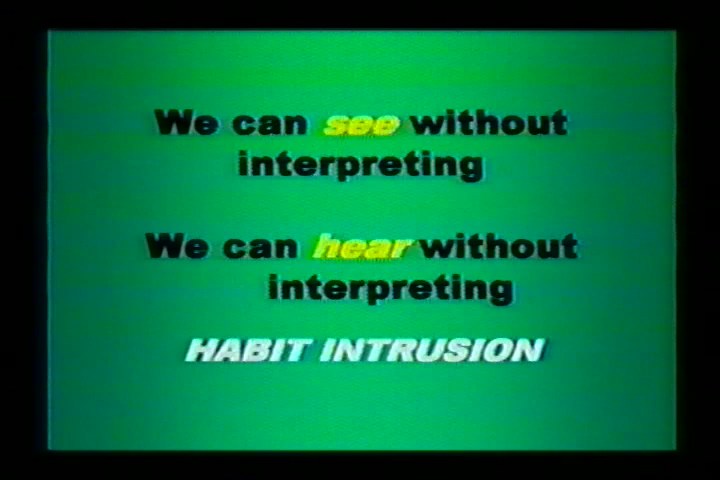 We can see without
interpreting
We can hear without
interpreting
HABIT INTRUSION